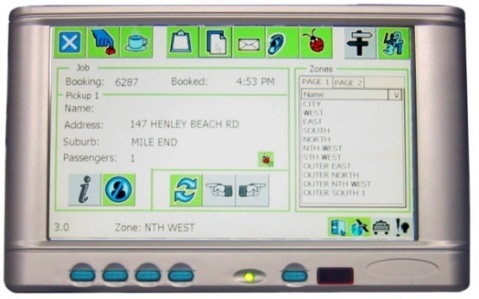 Job
Booking: 6287 Booked: 4:53 PM
Pickup 1
Name:
Address: 147 HENLEY BEACH RD
Suburb: MILE END
Passengers: 1
3.0 Zone: NTH WEST
Zones
PAGE 1 PAGE 2
Name V
CITY
WEST
EAST
SOUTH
NORTH
NTH WEST
STH WEST
OUTER EAST
OUTER NORTH
OUTER NTH WEST
OUTER SOUTH 1